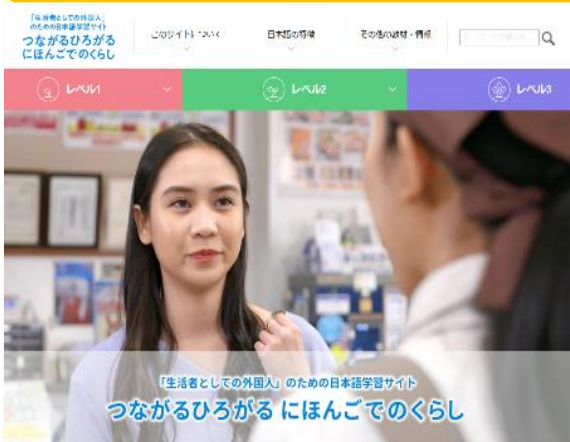 「生活者としての外国人」
のための日本語学習サイト
つながるひろがる
にほんごでのくらし
このサイトについて
日本語の特徴
その他の教材・情報
レベル1
レベル2
レベル3
「生活者としての外国人」のための日本語学習サイト
つながるひろがる にほんごでのくらし